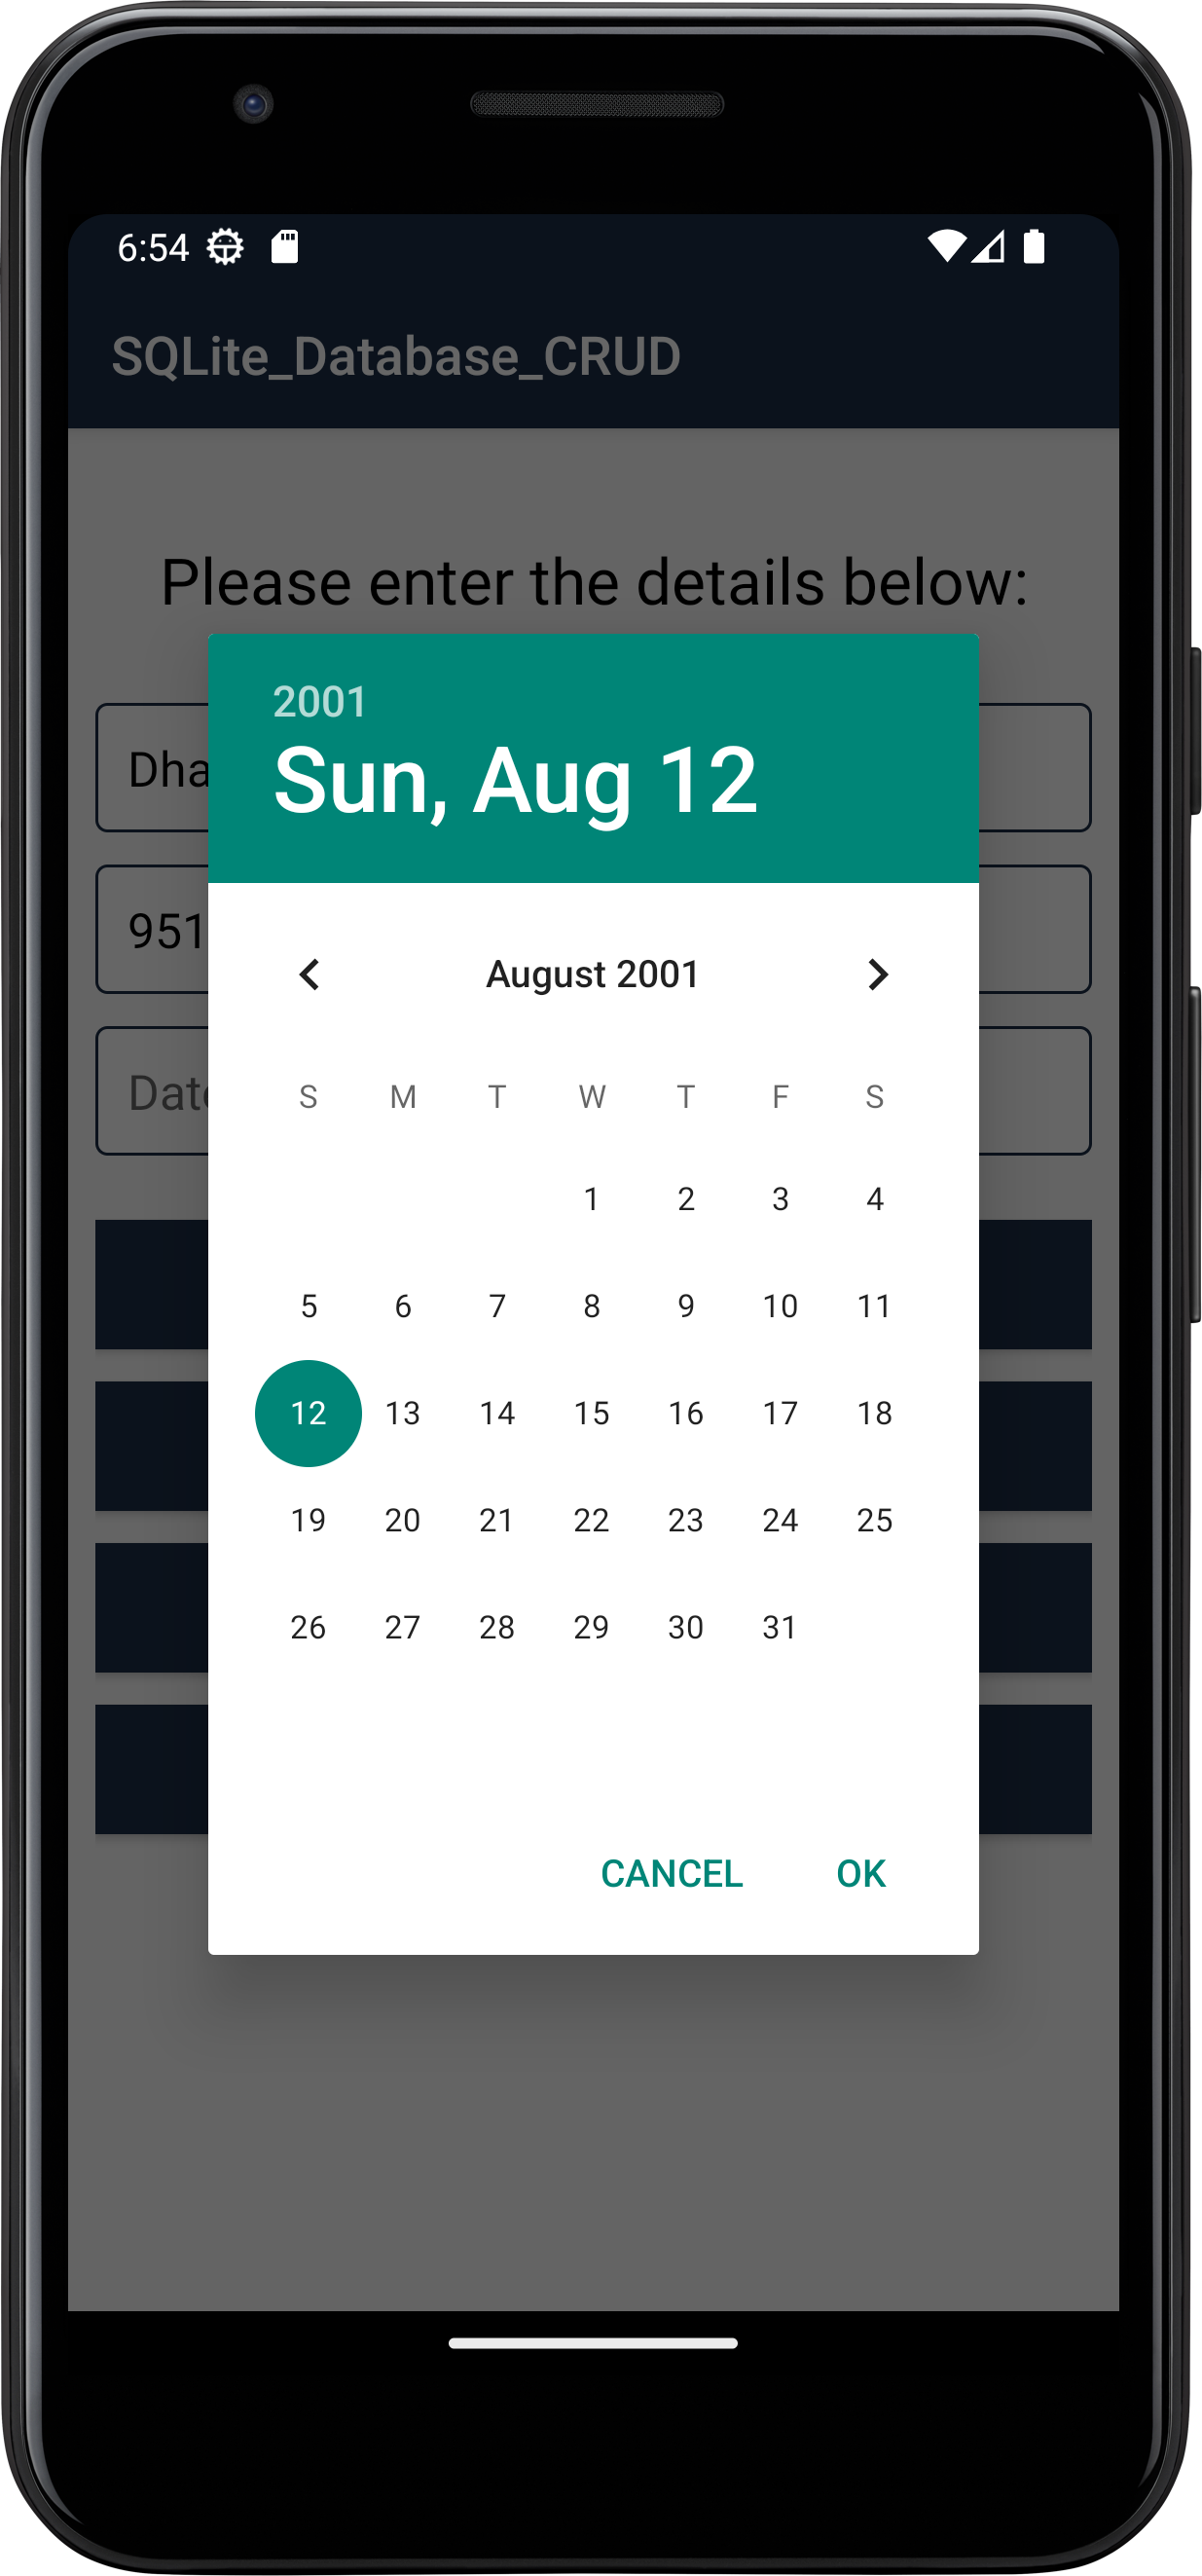 6:54
SQLite_Database_CRUD
Please enter the details below:
2001
Sun, Aug 12
Dha
951
Dat
August 2001
S M T W T F S
1 2 3 4
5 6 7 8 9 10 11
12 13 14 15 16 17 18
19 20 21 22 23 24 25
26 27 28 29 30 31
CANCEL OK